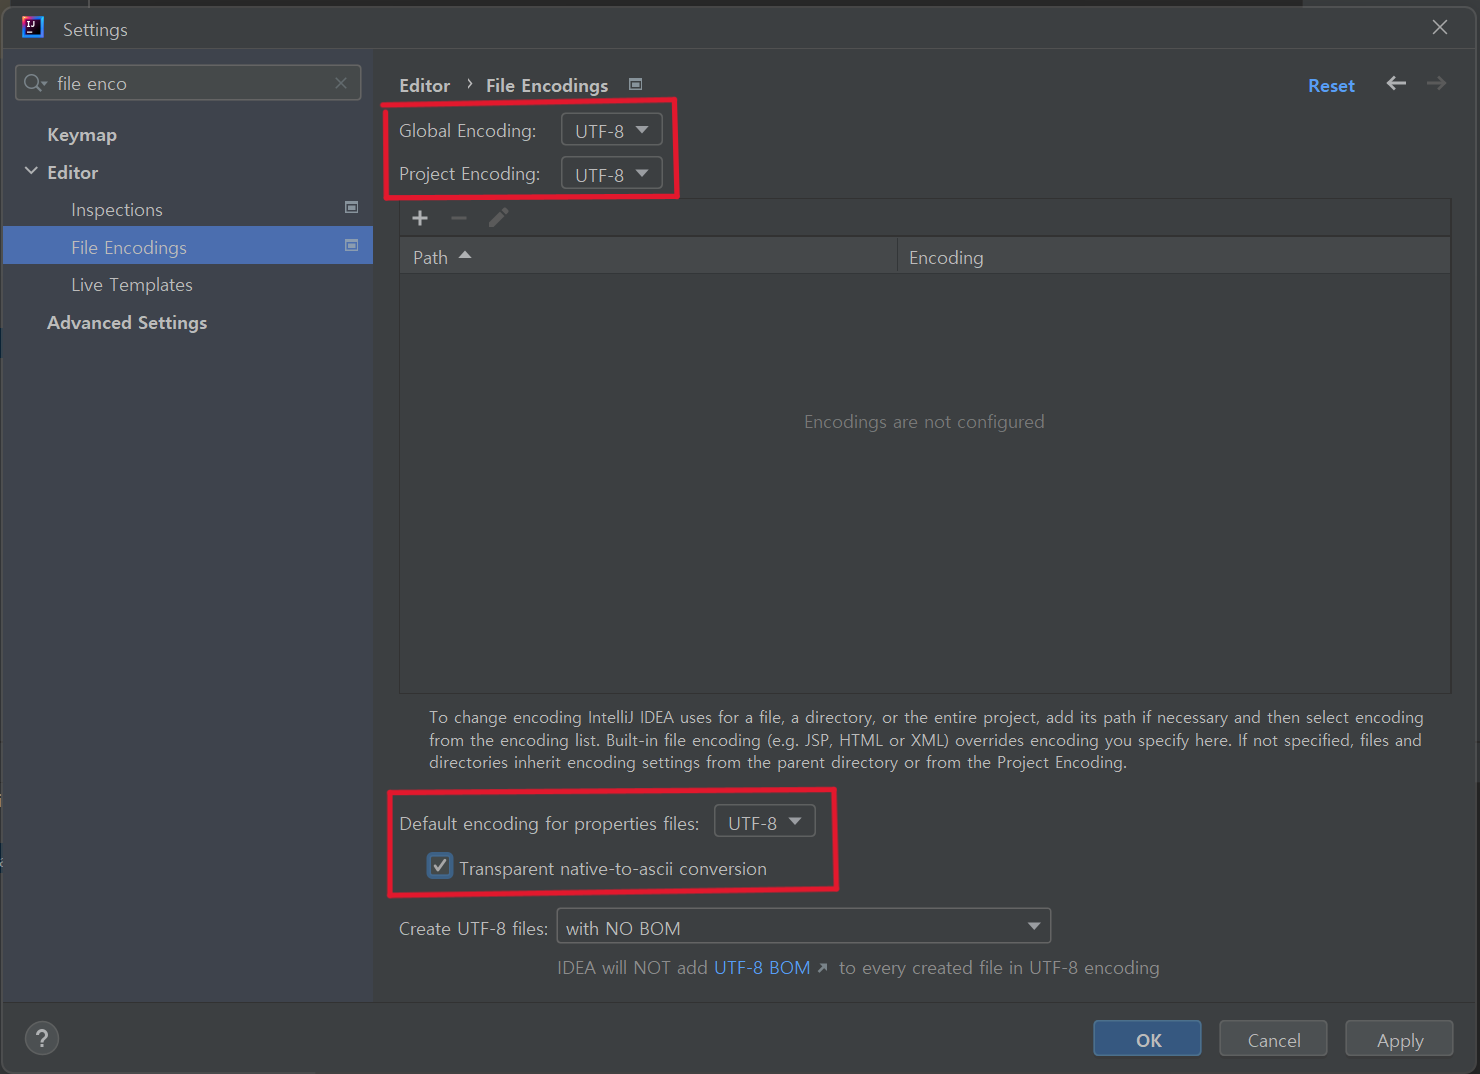 Settings
file enco
Keymap
Editor
Inspections
File Encodings
Live Templates
Advanced Settings
Editor › File Encodings
Reset
Global Encoding: UTF-8
Project Encoding: UTF-8
Path Encoding
Encodings are not configured
To change encoding IntelliJ IDEA uses for a file, a directory, or the entire project, add its path if necessary and then select encoding
from the encoding list. Built-in file encoding (e.g. JSP, HTML or XML) overrides encoding you specify here. If not specified, files and
directories inherit encoding settings from the parent directory or from the Project Encoding.
Default encoding for properties files: UTF-8
Transparent native-to-ascii conversion
Create UTF-8 files: with NO BOM
IDEA will NOT add UTF-8 BOM ↗ to every created file in UTF-8 encoding
?
OK Cancel Apply